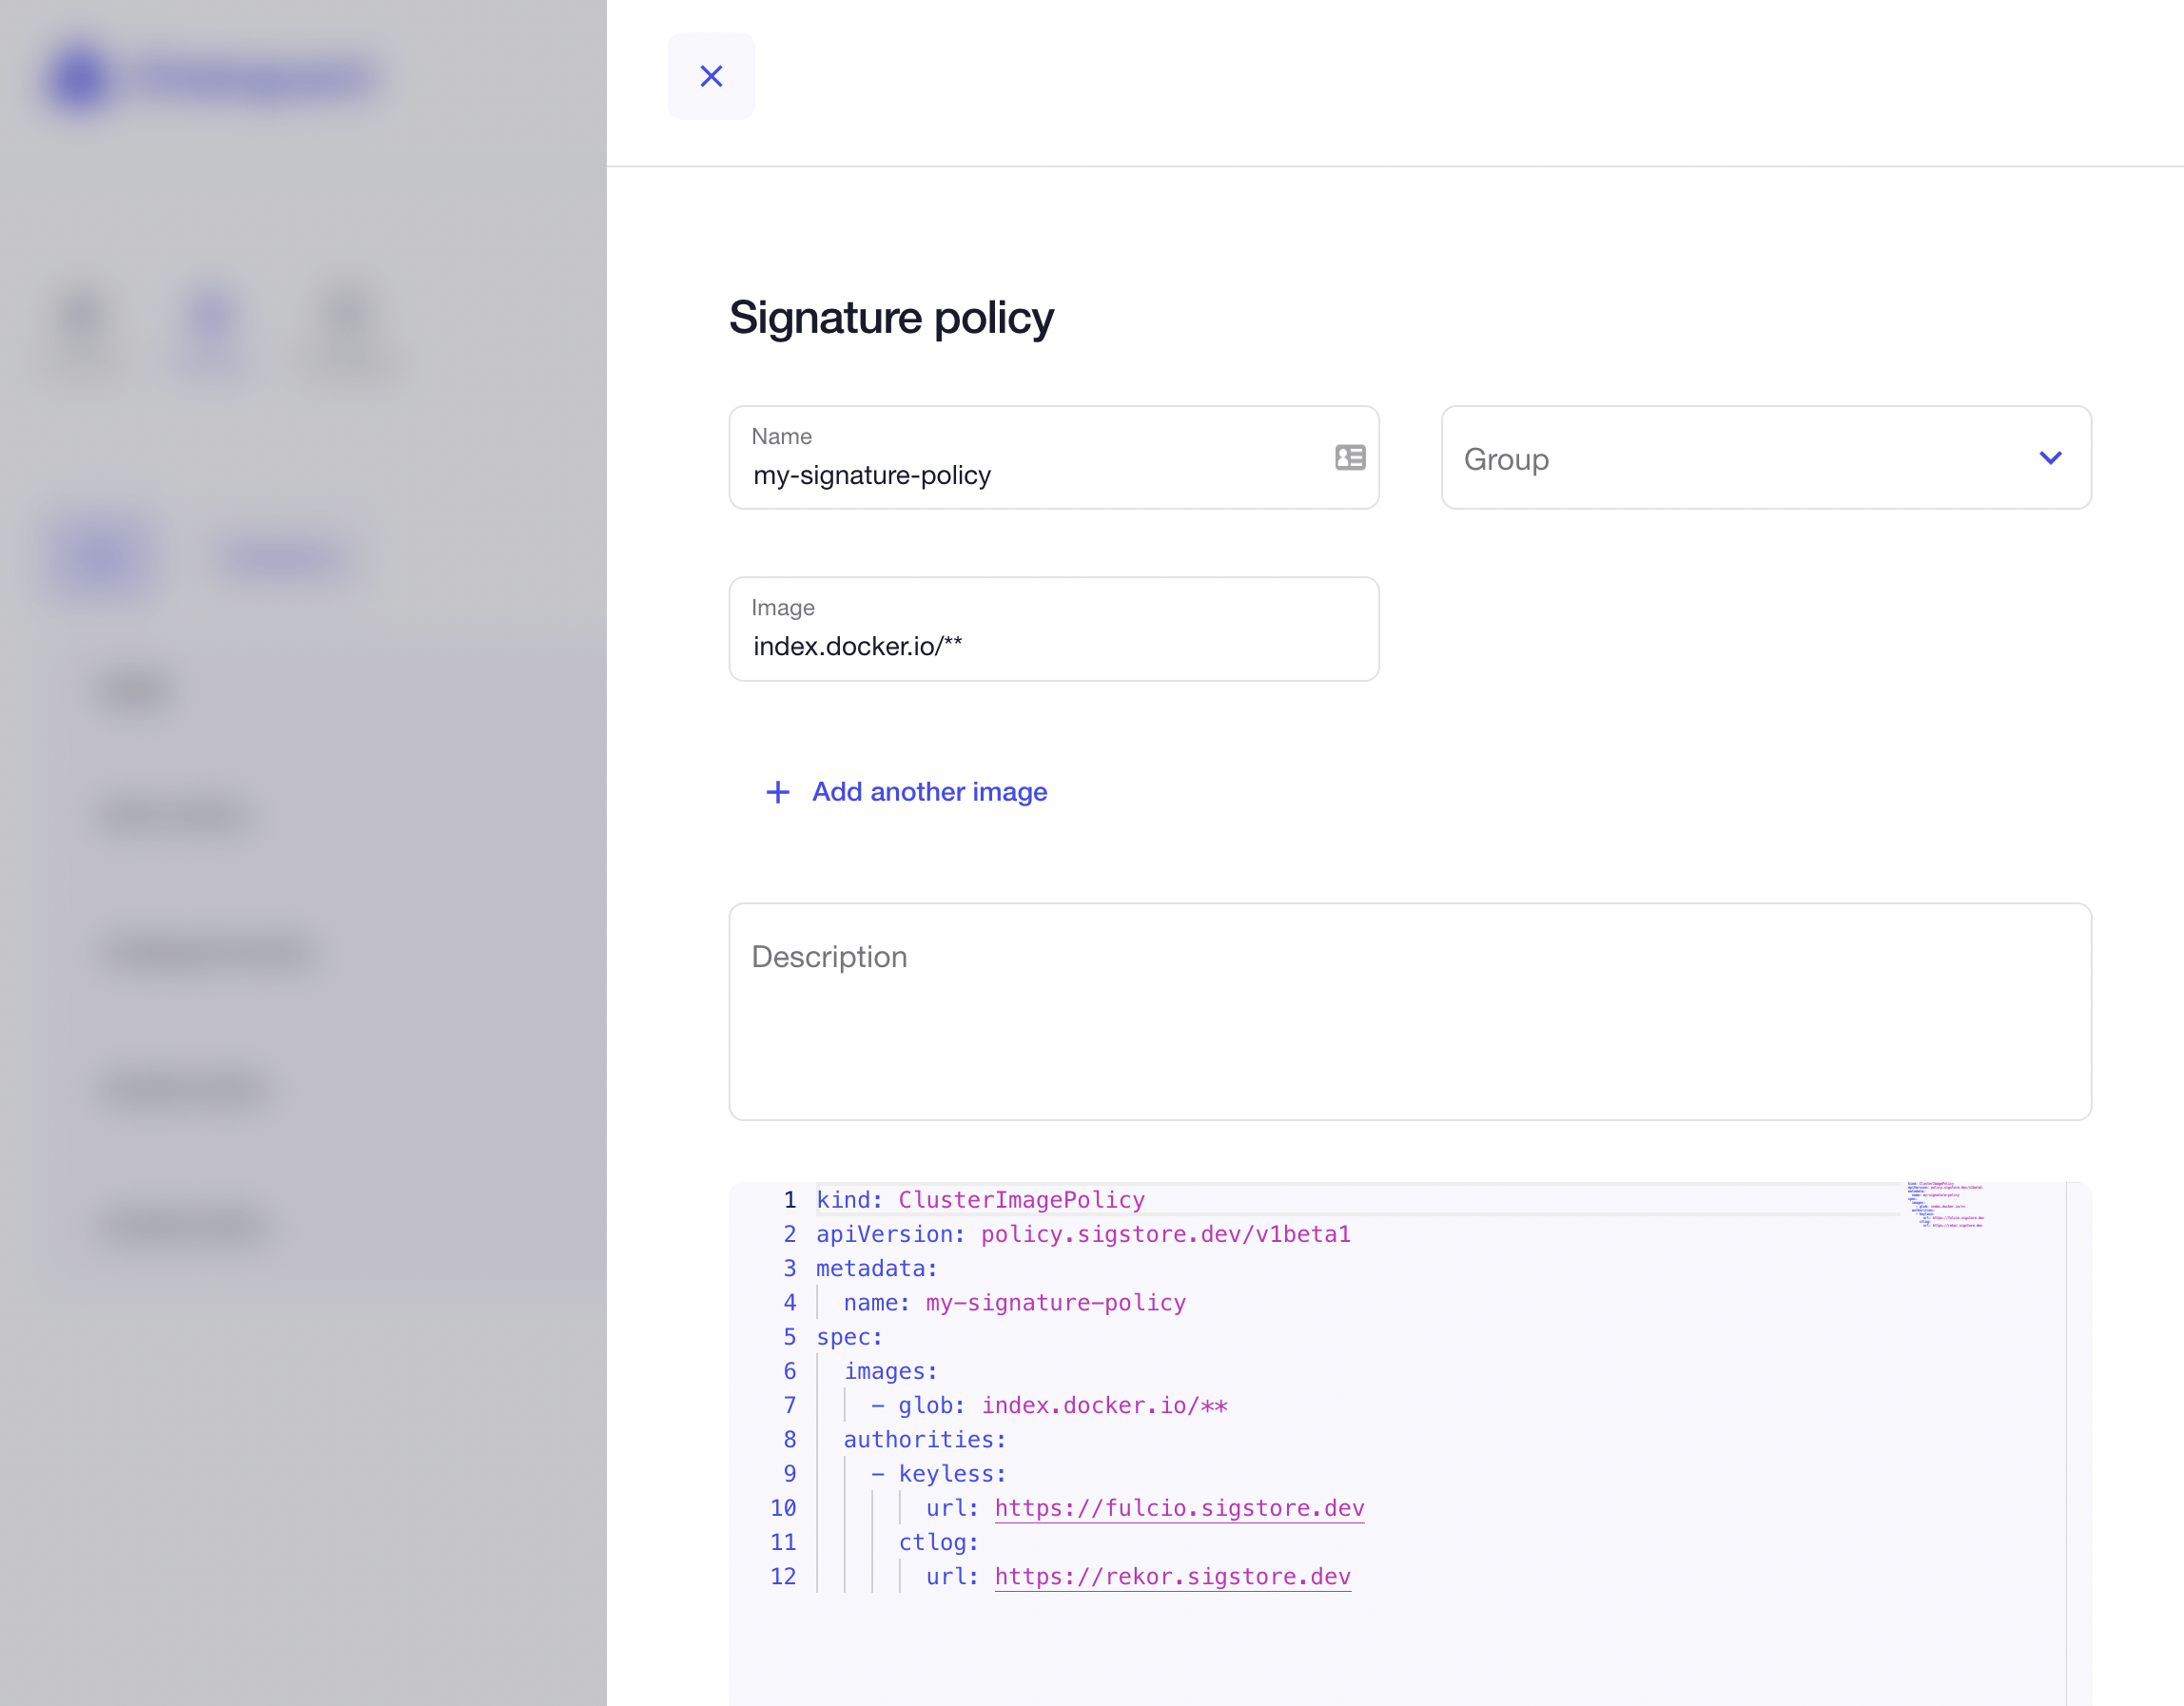 Signature policy
Name
my-signature-policy
Group
Image
index.docker.io/**
+ Add another image
Description
1 kind: ClusterImagePolicy
2 apiVersion: policy.sigstore.dev/v1beta1
3 metadata:
4   name: my-signature-policy
5 spec:
6   images:
7     - glob: index.docker.io/**
8   authorities:
9     - keyless:
10         url: https://fulcio.sigstore.dev
11       ctlog:
12         url: https://rekor.sigstore.dev